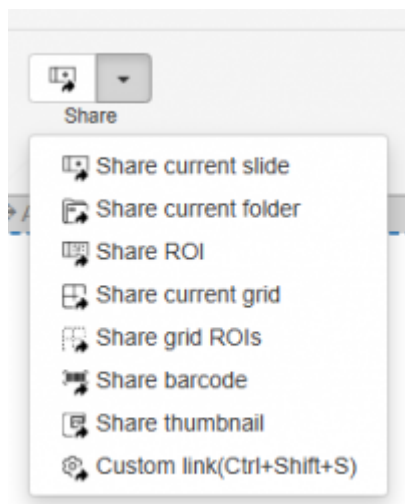 Share
Share current slide
Share current folder
Share ROI
Share current grid
Share grid ROIs
Share barcode
Share thumbnail
Custom link(Ctrl+Shift+S)